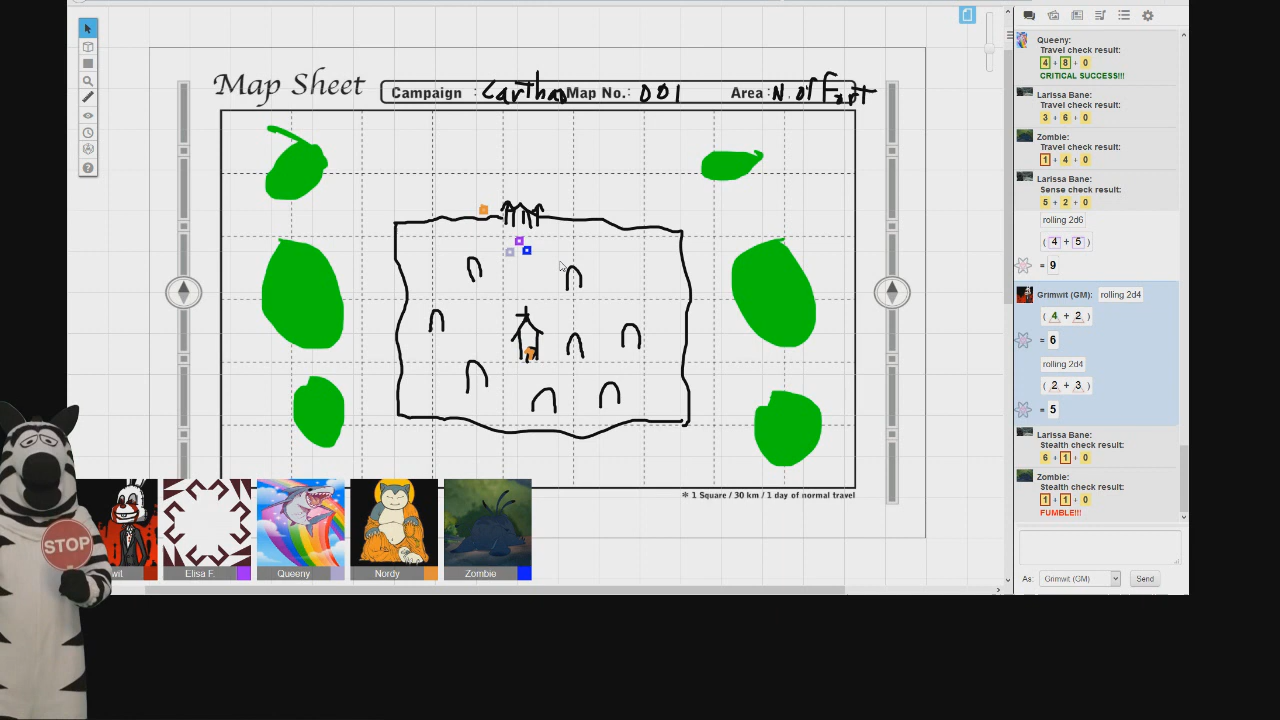 Map Sheet
Campaign : Carthan Map No.: 001 Area: N. of Fort
* 1 Square / 30 km / 1 day of normal travel
wit
Elisa F.
Queeny
Nordy
Zombie
STOP
Queeny:
Travel check result:
4 + 8 + 0
CRITICAL SUCCESS!!!
Larissa Bane:
Travel check result:
3 + 6 + 0
Zombie:
Travel check result:
1 + 4 + 0
Larissa Bane:
Sense check result:
5 + 2 + 0
rolling 2d6
( 4 + 5 )
= 9
Grimwit (GM): rolling 2d4
( 4 + 2 )
= 6
rolling 2d4
( 2 + 3 )
= 5
Larissa Bane:
Stealth check result:
6 + 1 + 0
Zombie:
Stealth check result:
1 + 1 + 0
FUMBLE!!!
As: Grimwit (GM) Send